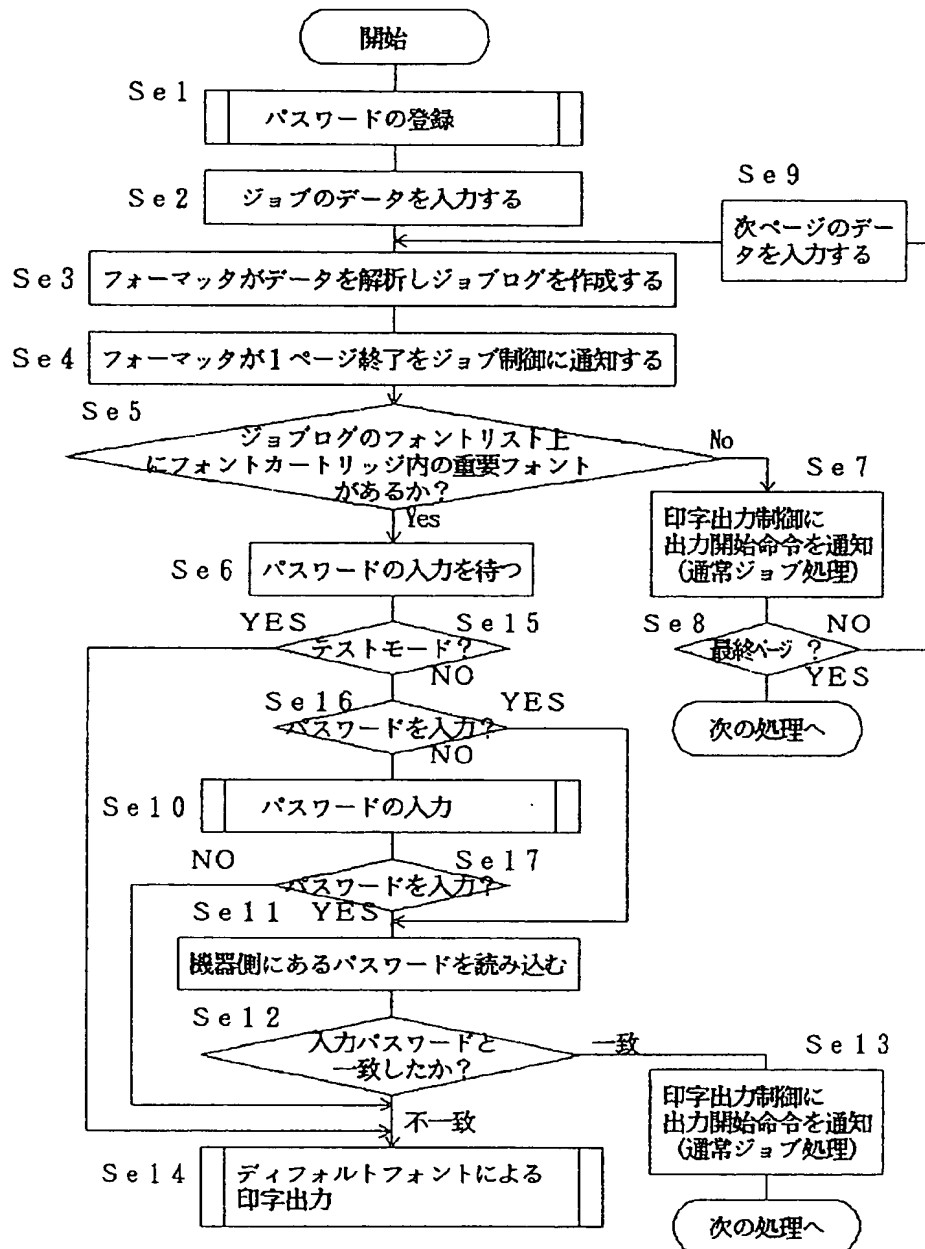 開始
Se1
パスワードの登録
Se9
Se2
ジョブのデータを入力する
次ページのデー
タを入力する
Se3
フォーマッタがデータを解析しジョブログを作成する
Se4
フォーマッタが1ページ終了をジョブ制御に通知する
Se5
ジョブログのフォントリスト上
にフォントカートリッジ内の重要フォント
があるか?
No
Se7
Yes
印字出力制御に
出力開始命令を通知
(通常ジョブ処理)
Se6
パスワードの入力を待つ
YES
Se15
テストモード?
NO
Se8
最終ページ?
NO
YES
Se16
パスワードを入力?
YES
NO
次の処理へ
Se10
パスワードの入力
NO
Se17
パスワードを入力?
Se11
YES
機器側にあるパスワードを読み込む
Se12
入力パスワードと
一致したか?
一致
Se13
印字出力制御に
出力開始命令を通知
(通常ジョブ処理)
不一致
Se14
ディフォルトフォントによる
印字出力
次の処理へ